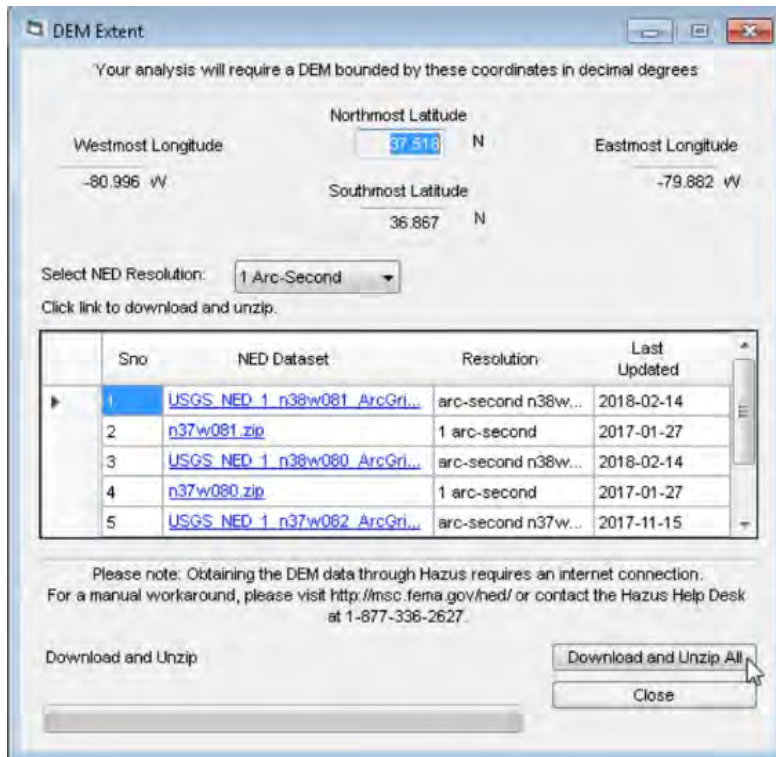 DEM Extent
Your analysis will require a DEM bounded by these coordinates in decimal degrees
Northmost Latitude
Westmost Longitude 37.518 N Eastmost Longitude
-80.996 W Southmost Latitude -79.882 W
36.867 N
Select NED Resolution: 1 Arc-Second
Click link to download and unzip.
Sno NED Dataset Resolution Last Updated
1 USGS_NED_1_n38w081_ArcGri... arc-second n38w... 2018-02-14
2 n37w081.zip 1 arc-second 2017-01-27
3 USGS_NED_1_n38w080_ArcGri... arc-second n38w... 2018-02-14
4 n37w080.zip 1 arc-second 2017-01-27
5 USGS_NED_1_n37w082_ArcGri... arc-second n37w... 2017-11-15
Please note: Obtaining the DEM data through Hazus requires an internet connection.
For a manual workaround, please visit http://msc.fema.gov/ned/ or contact the Hazus Help Desk
at 1-877-336-2627.
Download and Unzip Download and Unzip All
Close